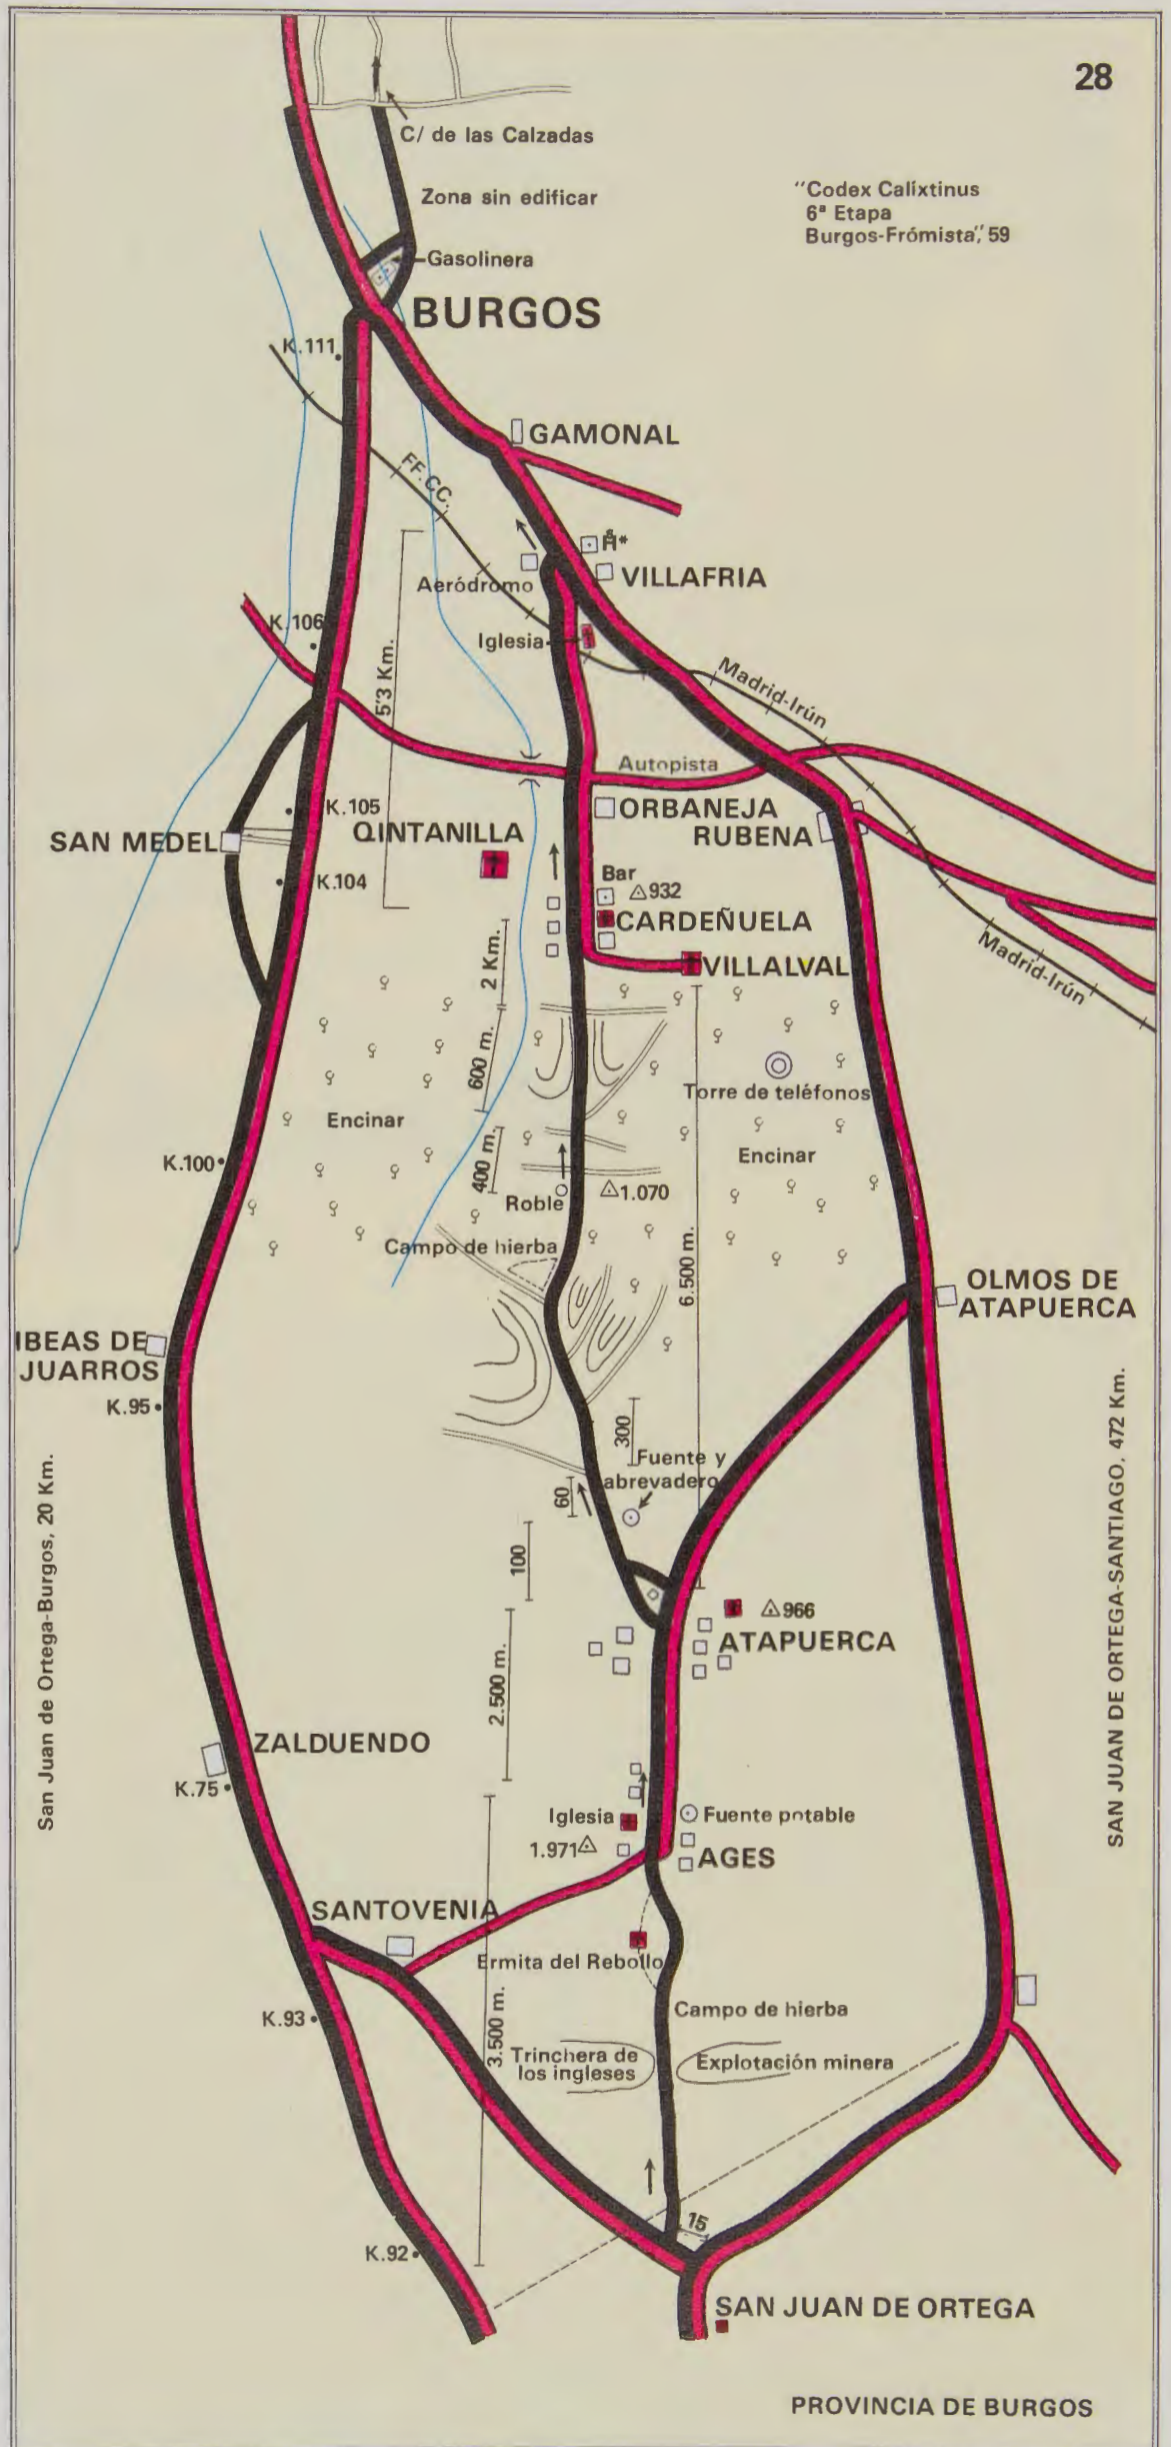 28
C/ de las Calzadas
Zona sin edificar
"Codex Calíxtinus
6ª Etapa
Burgos-Frómista", 59
Gasolinera
BURGOS
K.111
GAMONAL
FF.CC.
H*
VILLAFRIA
Aeródromo
K.106
Iglesia
5'3 Km.
Madrid-Irún
Autopista
K.105
ORBANEJA
RUBENA
SAN MEDEL
QINTANILLA
K.104
Bar
932
CARDEÑUELA
2 Km.
VILLALVAL
Madrid-Irún
600 m.
Torre de teléfonos
Encinar
400 m.
Encinar
K.100
Roble
1.070
Campo de hierba
6.500 m.
OLMOS DE
ATAPUERCA
IBEAS DE
JUARROS
K.95
300
Fuente y
abrevadero
60
100
966
ATAPUERCA
San Juan de Ortega-Burgos, 20 Km.
SAN JUAN DE ORTEGA-SANTIAGO, 472 Km.
2.500 m.
ZALDUENDO
K.75
Iglesia
Fuente potable
1.971
AGES
SANTOVENIA
Ermita del Rebollo
K.93
Campo de hierba
3.500 m.
Trinchera de
los ingleses
Explotación minera
15
K.92
SAN JUAN DE ORTEGA
PROVINCIA DE BURGOS